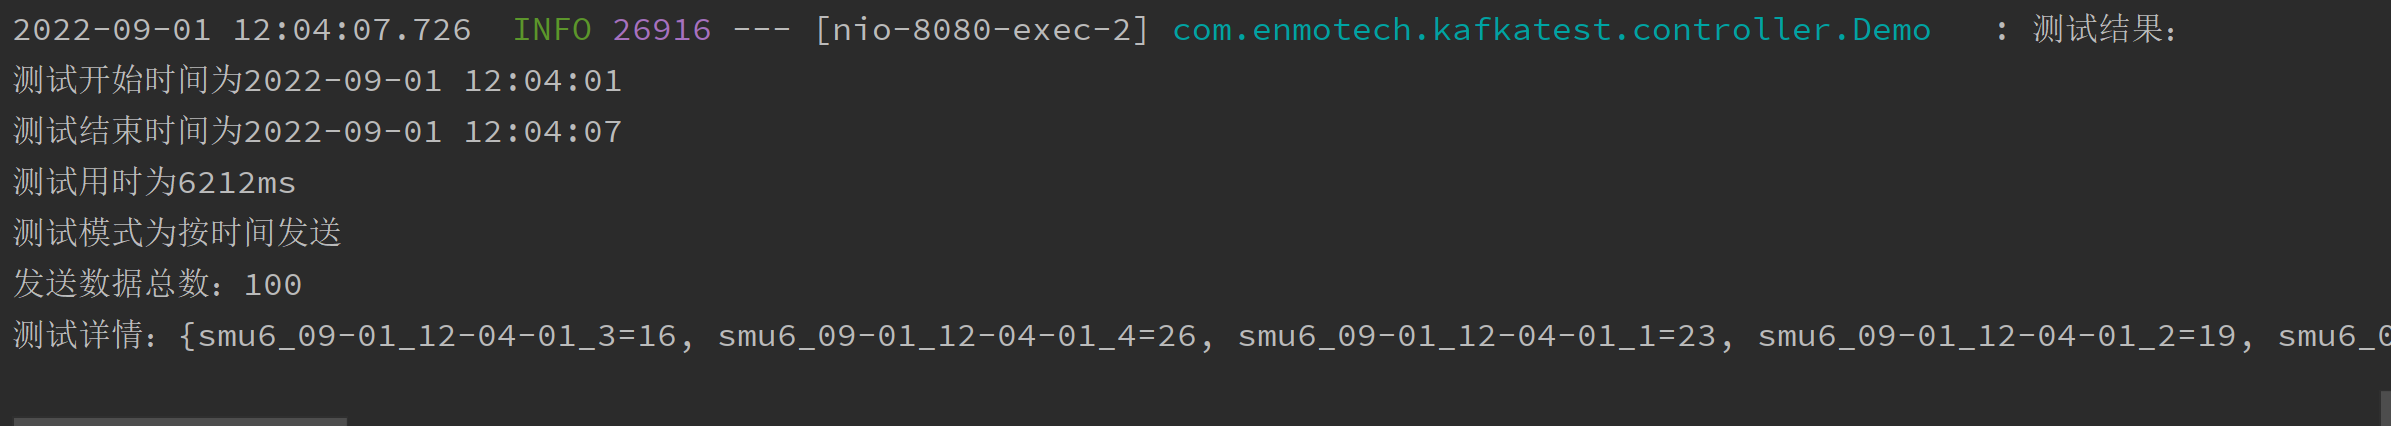 2022-09-01 12:04:07.726  INFO 26916 --- [nio-8080-exec-2] com.enmotech.kafkatest.controller.Demo   : 测试结果：
测试开始时间为2022-09-01 12:04:01
测试结束时间为2022-09-01 12:04:07
测试用时为6212ms
测试模式为按时间发送
发送数据总数：100
测试详情：{smu6_09-01_12-04-01_3=16, smu6_09-01_12-04-01_4=26, smu6_09-01_12-04-01_1=23, smu6_09-01_12-04-01_2=19,